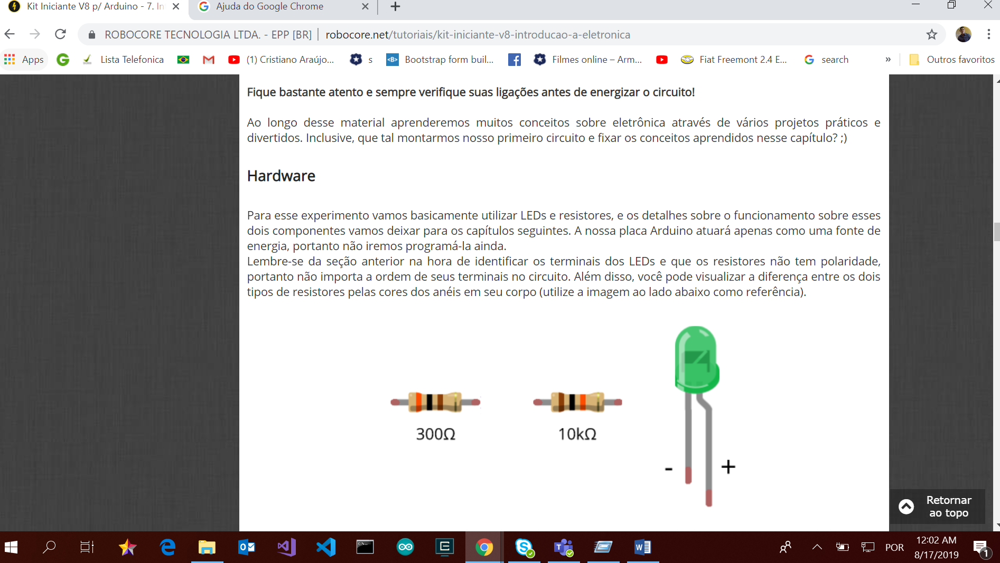 Kit Iniciante V8 p/ Arduino - 7. In
Ajuda do Google Chrome
ROBOCORE TECNOLOGIA LTDA. - EPP [BR] | robocore.net/tutoriais/kit-iniciante-v8-introducao-a-eletronica
Apps Lista Telefonica (1) Cristiano Araújo... s <B> Bootstrap form buil... Filmes online – Arm... Fiat Freemont 2.4 E... search » Outros favoritos
Fique bastante atento e sempre verifique suas ligações antes de energizar o circuito!
Ao longo desse material aprenderemos muitos conceitos sobre eletrônica através de vários projetos práticos e
divertidos. Inclusive, que tal montarmos nosso primeiro circuito e fixar os conceitos aprendidos nesse capítulo? ;)
Hardware
Para esse experimento vamos basicamente utilizar LEDs e resistores, e os detalhes sobre o funcionamento sobre esses
dois componentes vamos deixar para os capítulos seguintes. A nossa placa Arduino atuará apenas como uma fonte de
energia, portanto não iremos programá-la ainda.
Lembre-se da seção anterior na hora de identificar os terminais dos LEDs e que os resistores não tem polaridade,
portanto não importa a ordem de seus terminais no circuito. Além disso, você pode visualizar a diferença entre os dois
tipos de resistores pelas cores dos anéis em seu corpo (utilize a imagem ao lado abaixo como referência).
300Ω
10kΩ
- +
Retornar
ao topo
POR
12:02 AM
8/17/2019
1